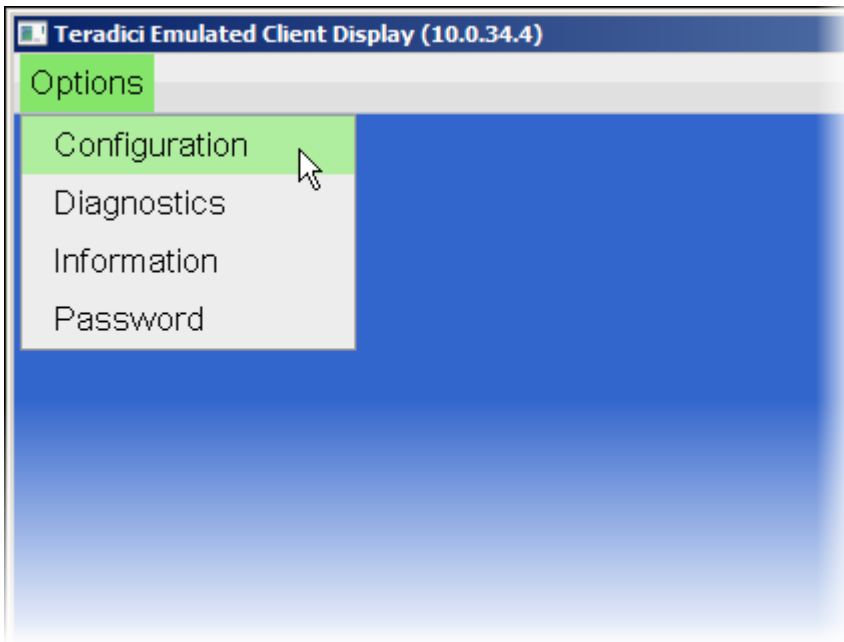 Teradici Emulated Client Display (10.0.34.4)
Options
Configuration
Diagnostics
Information
Password